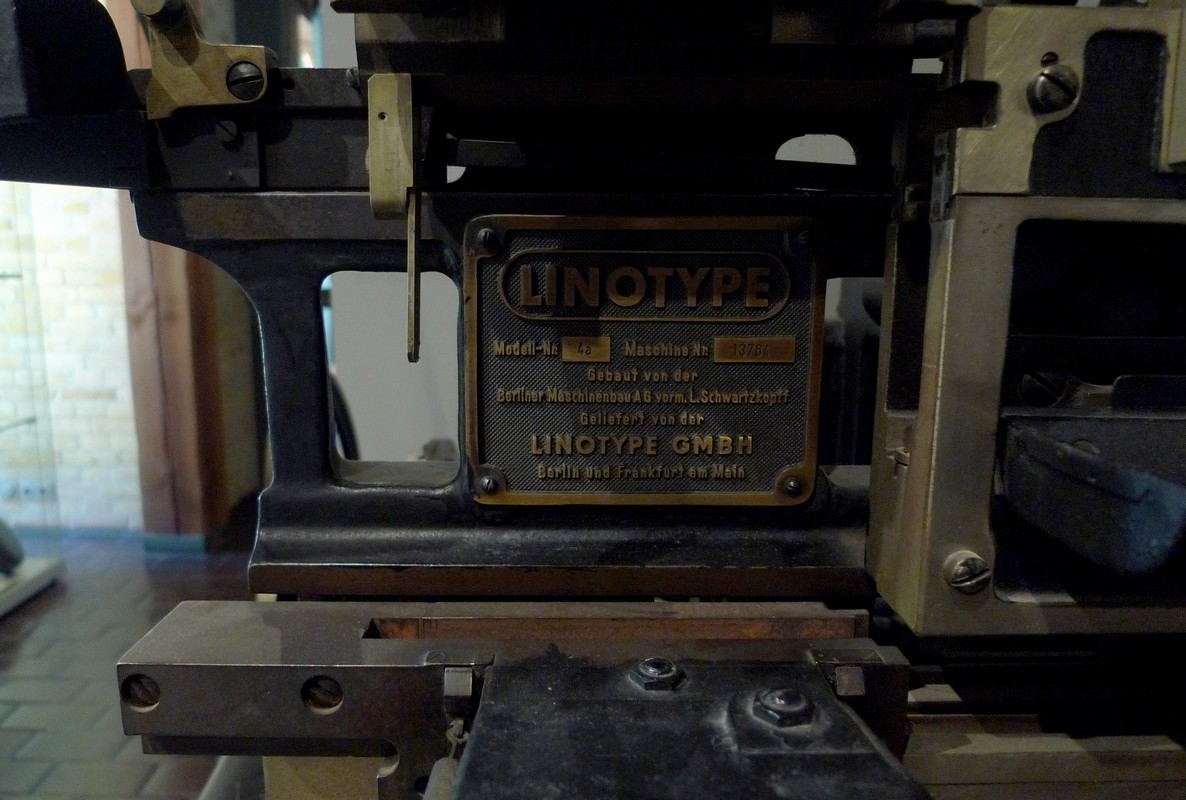 LINOTYPE
Modell-Nr. 4a Maschine Nr.
Gebaut von der
Berliner Maschinenbau A G vorm. L. Schwartzkopff
Geliefert von der
LINOTYPE GMBH
Berlin und Frankfurt am Main